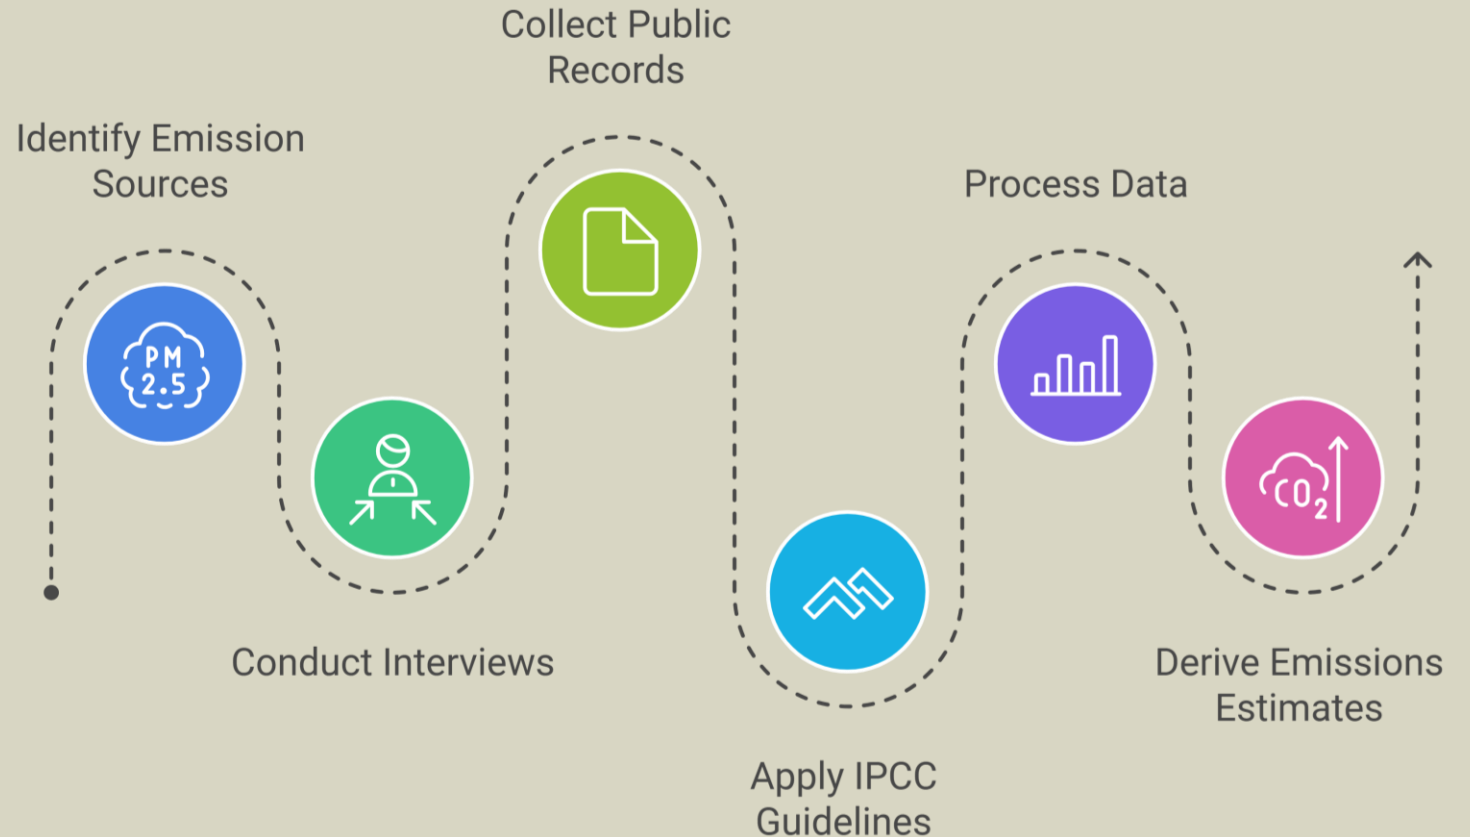 Collect Public
Records
Identify Emission
Sources
Process Data
PM
2.5
CO2
Conduct Interviews
Derive Emissions
Estimates
Apply IPCC
Guidelines